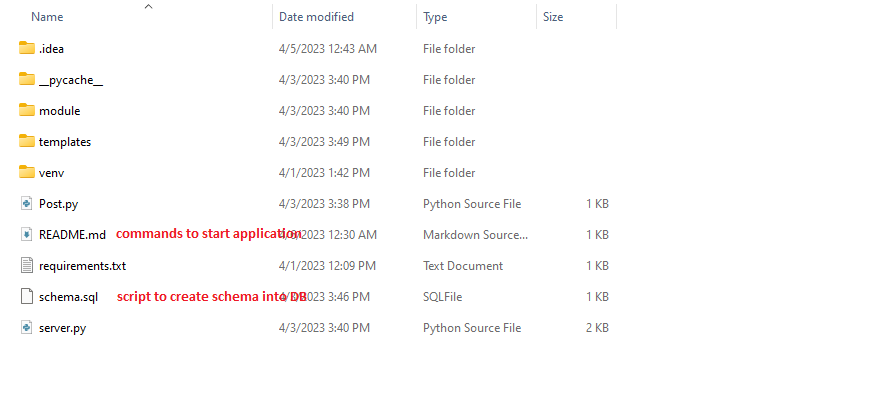 Name Date modified Type Size
.idea 4/5/2023 12:43 AM File folder
__pycache__ 4/3/2023 3:40 PM File folder
module 4/3/2023 3:40 PM File folder
templates 4/3/2023 3:49 PM File folder
venv 4/1/2023 1:42 PM File folder
Post.py 4/3/2023 3:38 PM Python Source File 1 KB
README.md commands to start application /2023 12:30 AM Markdown Source... 1 KB
requirements.txt 4/1/2023 12:09 PM Text Document 1 KB
schema.sql script to create schema into DB /2023 3:46 PM SQLFile 1 KB
server.py 4/3/2023 3:40 PM Python Source File 2 KB